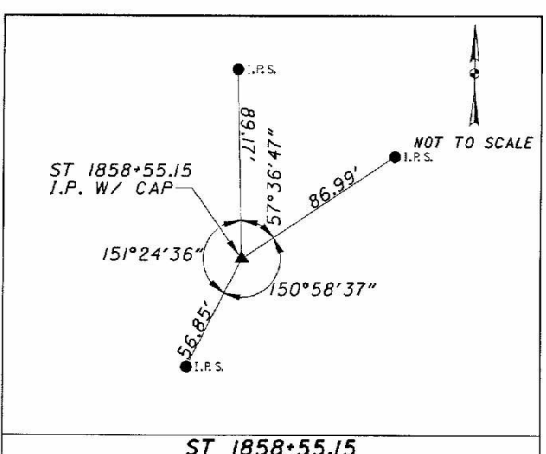 I.P.S.
89.17'
57°36'47"
NOT TO SCALE
I.P.S.
86.99'
ST 1858+55.15
I.P. W/ CAP
151°24'36"
150°58'37"
56.85'
I.P.S.
ST 1858+55.15